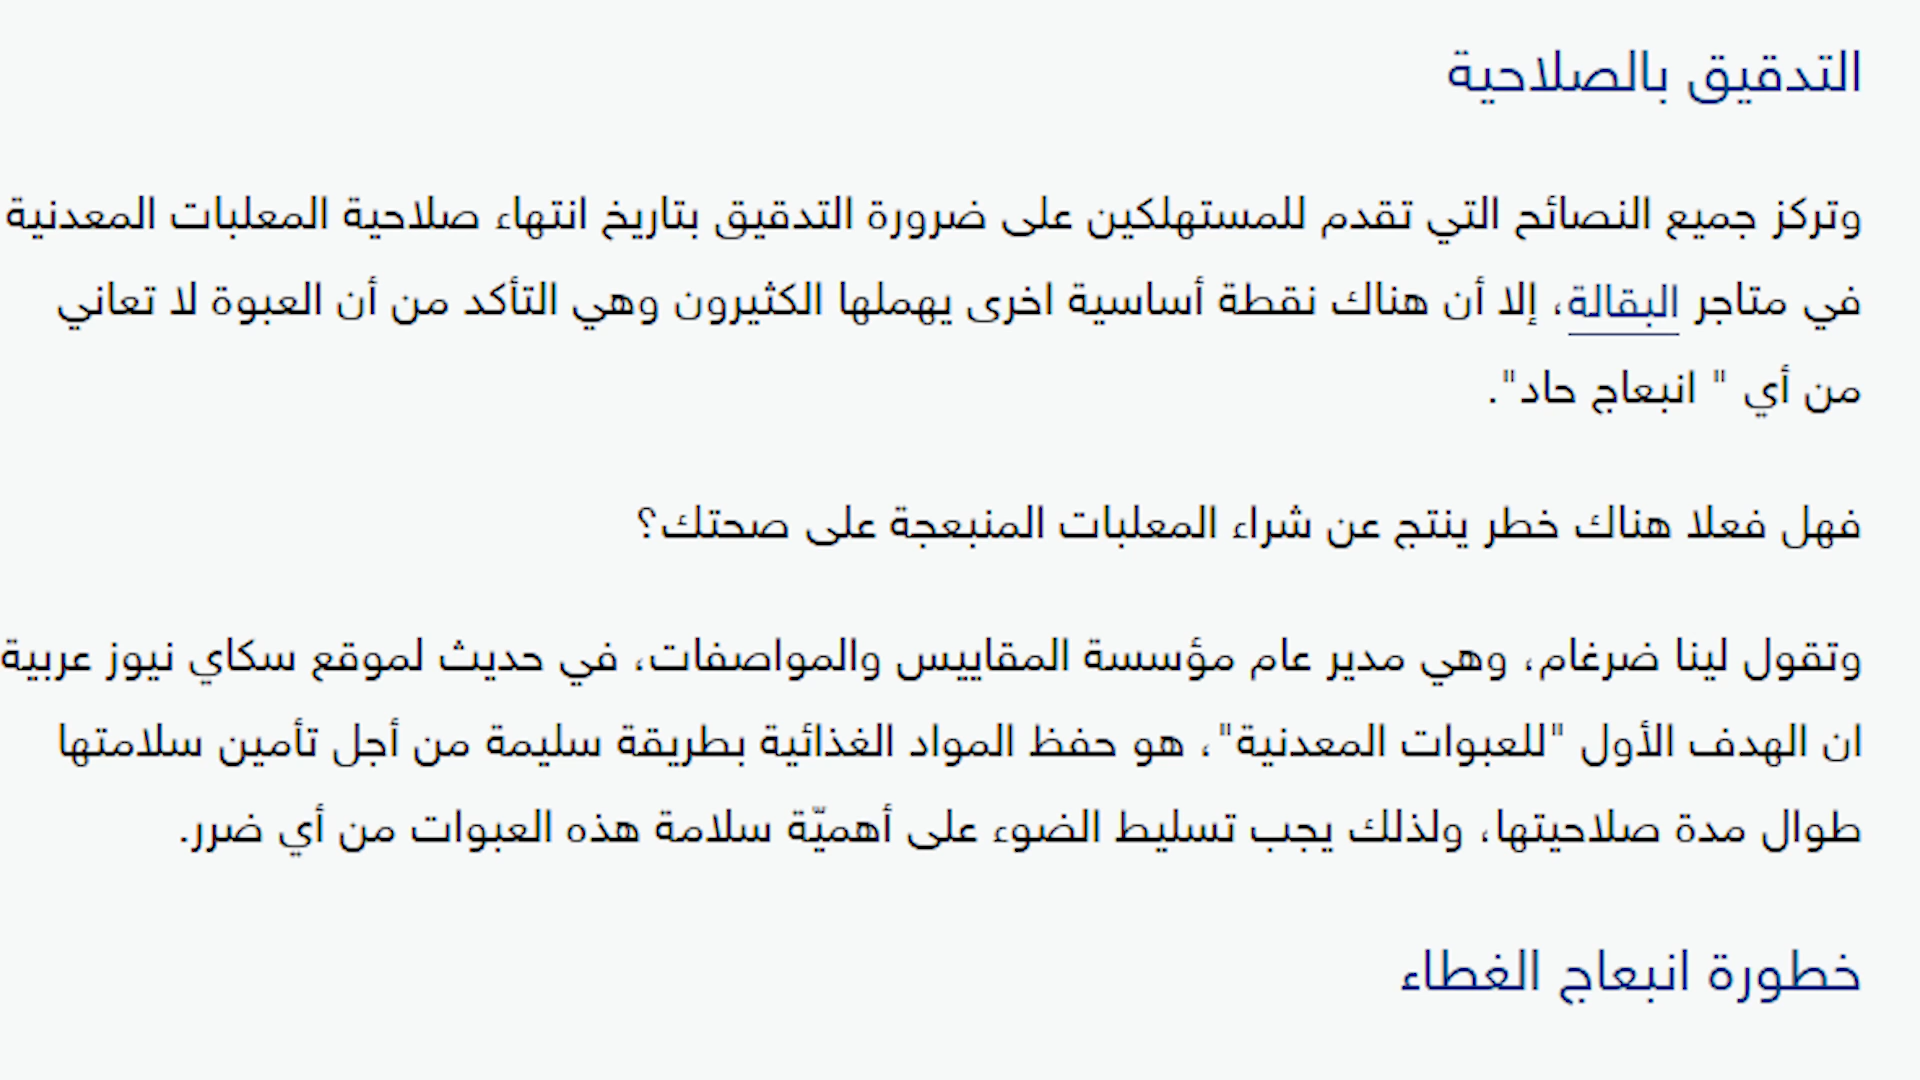 التدقيق بالصلاحية
وتركز جميع النصائح التي تقدم للمستهلكين على ضرورة التدقيق بتاريخ انتهاء صلاحية المعلبات المعدنية
في متاجر البقالة، إلا أن هناك نقطة أساسية اخرى يهملها الكثيرون وهي التأكد من أن العبوة لا تعاني
من أي " انبعاج حاد".
فهل فعلا هناك خطر ينتج عن شراء المعلبات المنبعجة على صحتك؟
وتقول لينا ضرغام، وهي مدير عام مؤسسة المقاييس والمواصفات، في حديث لموقع سكاي نيوز عربية
ان الهدف الأول "للعبوات المعدنية"، هو حفظ المواد الغذائية بطريقة سليمة من أجل تأمين سلامتها
طوال مدة صلاحيتها، ولذلك يجب تسليط الضوء على أهميّة سلامة هذه العبوات من أي ضرر.
خطورة انبعاج الغطاء